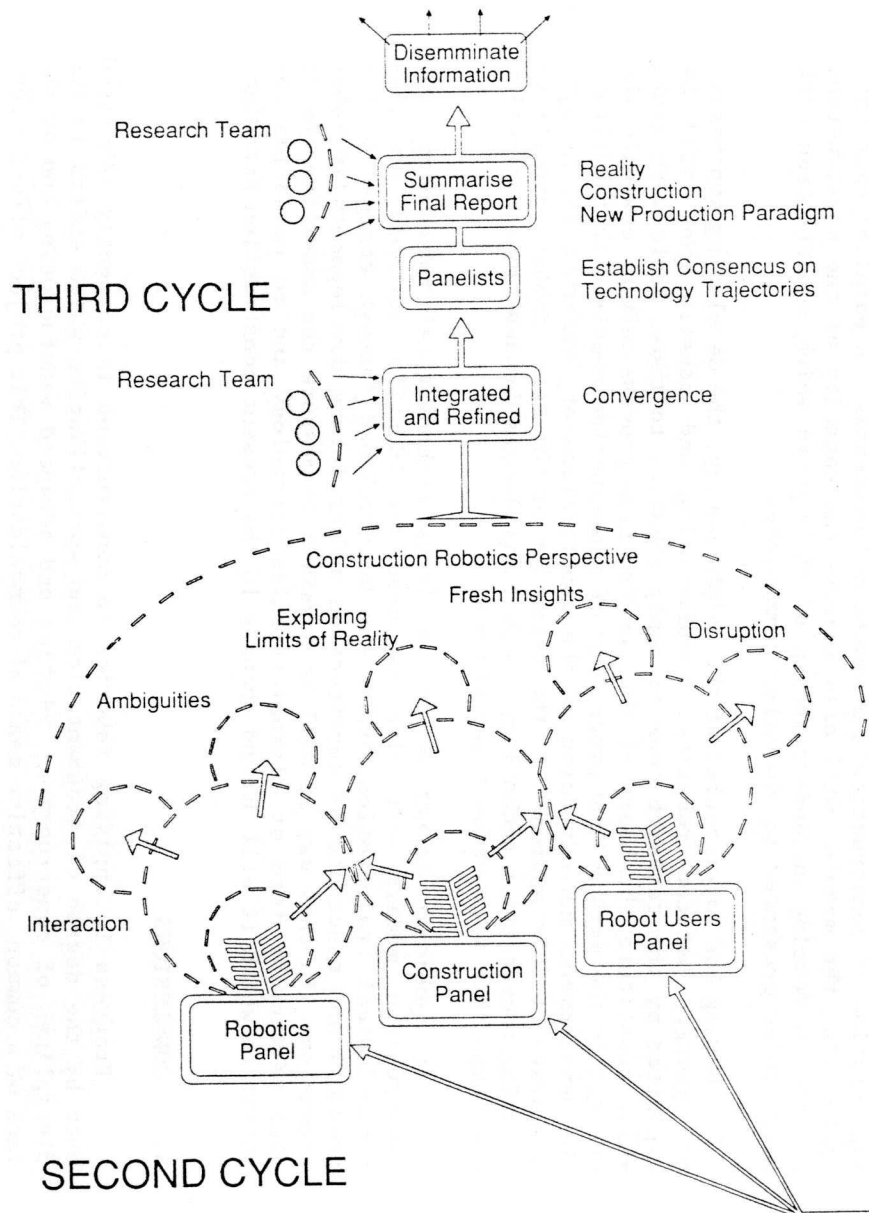 Disemminate
Information
Research Team
Summarise
Final Report
Reality
Construction
New Production Paradigm
Panelists
Establish Consencus on
Technology Trajectories
THIRD CYCLE
Research Team
Integrated
and Refined
Convergence
Construction Robotics Perspective
Fresh Insights
Exploring
Limits of Reality
Disruption
Ambiguities
Interaction
Robot Users
Panel
Construction
Panel
Robotics
Panel
SECOND CYCLE